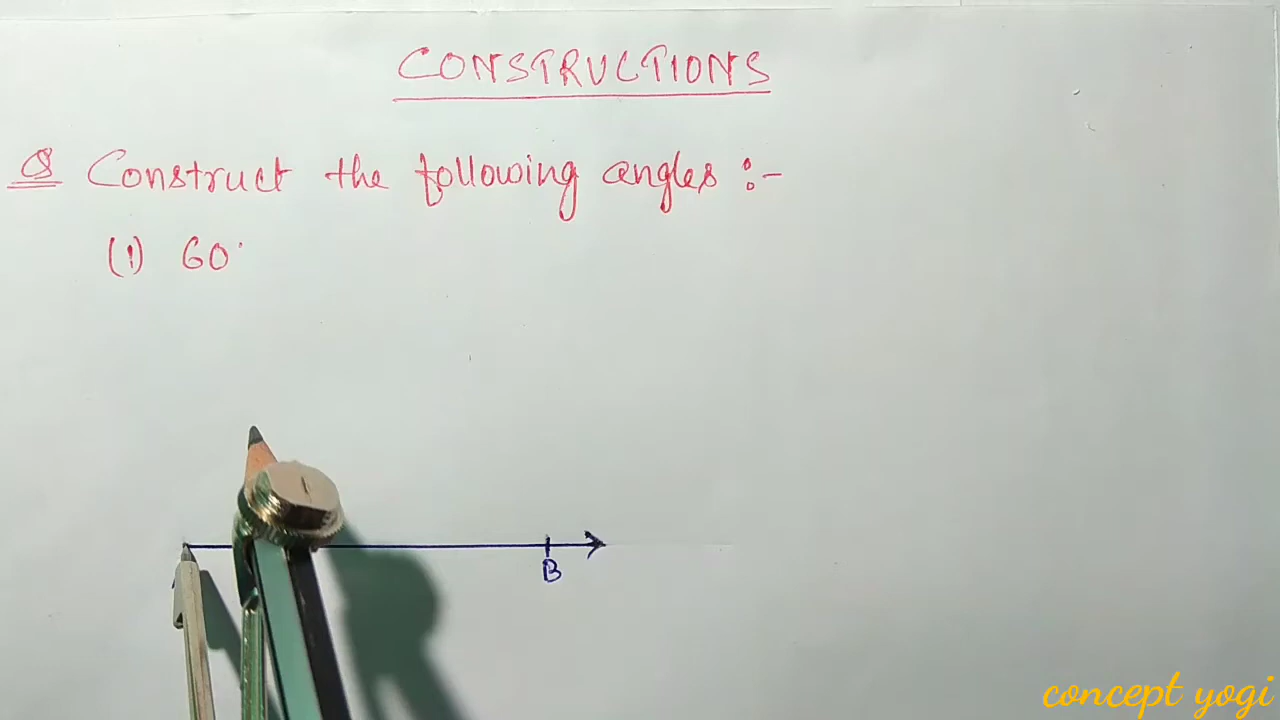 CONSTRUCTIONS
Q Construct the following angles :-
(1) 60°
B
concept yogi